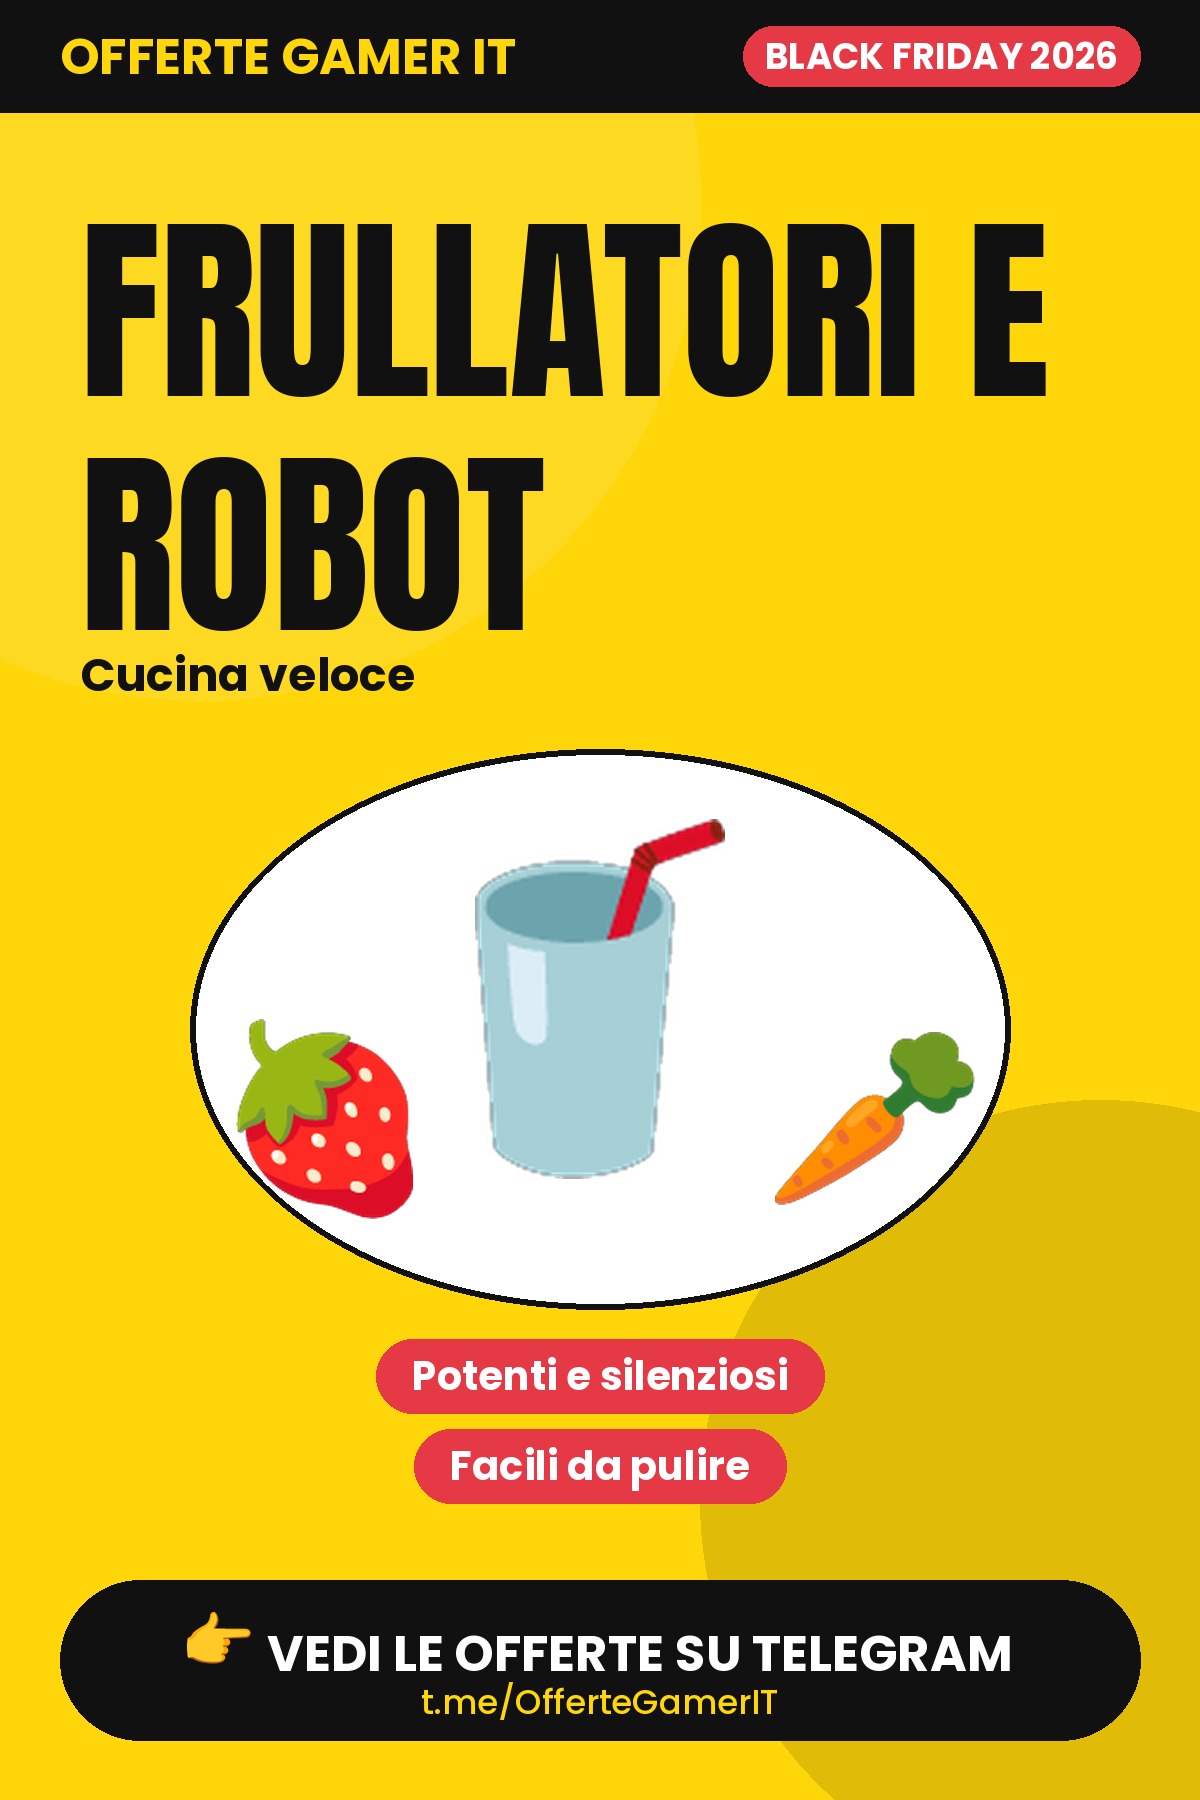 OFFERTE GAMER IT
BLACK FRIDAY 2026
FRULLATORI E
ROBOT
Cucina veloce
Potenti e silenziosi
Facili da pulire
👉 VEDI LE OFFERTE SU TELEGRAM
t.me/OfferteGamerIT